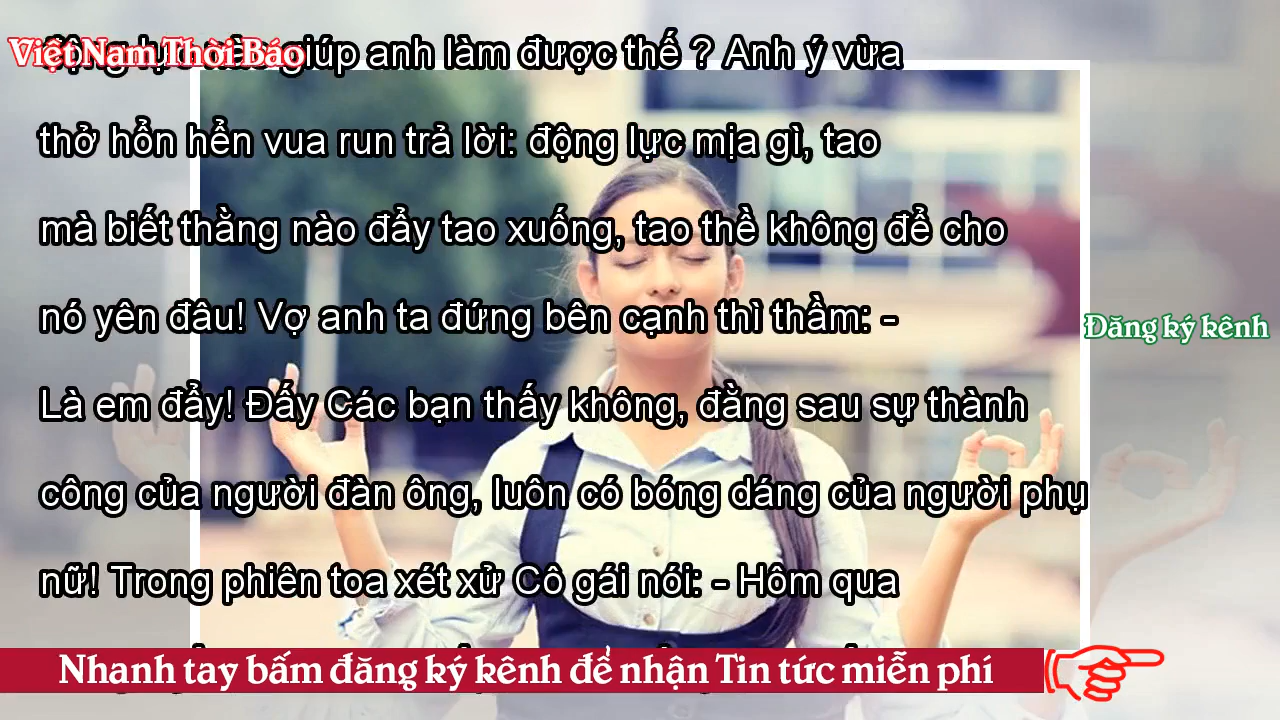 Việt Nam Thời Báo
giúp anh làm được thế ? Anh ý vừa
thở hổn hển vua run trả lời: động lực mịa gì, tao
mà biết thằng nào đẩy tao xuống, tao thề không để cho
nó yên đâu! Vợ anh ta đứng bên cạnh thì thầm: -
Là em đẩy! Đấy Các bạn thấy không, đằng sau sự thành
công của người đàn ông, luôn có bóng dáng của người phụ
nữ! Trong phiên toa xét xử Cô gái nói: - Hôm qua
Đăng ký kênh
Nhanh tay bấm đăng ký kênh để nhận Tin tức miễn phí